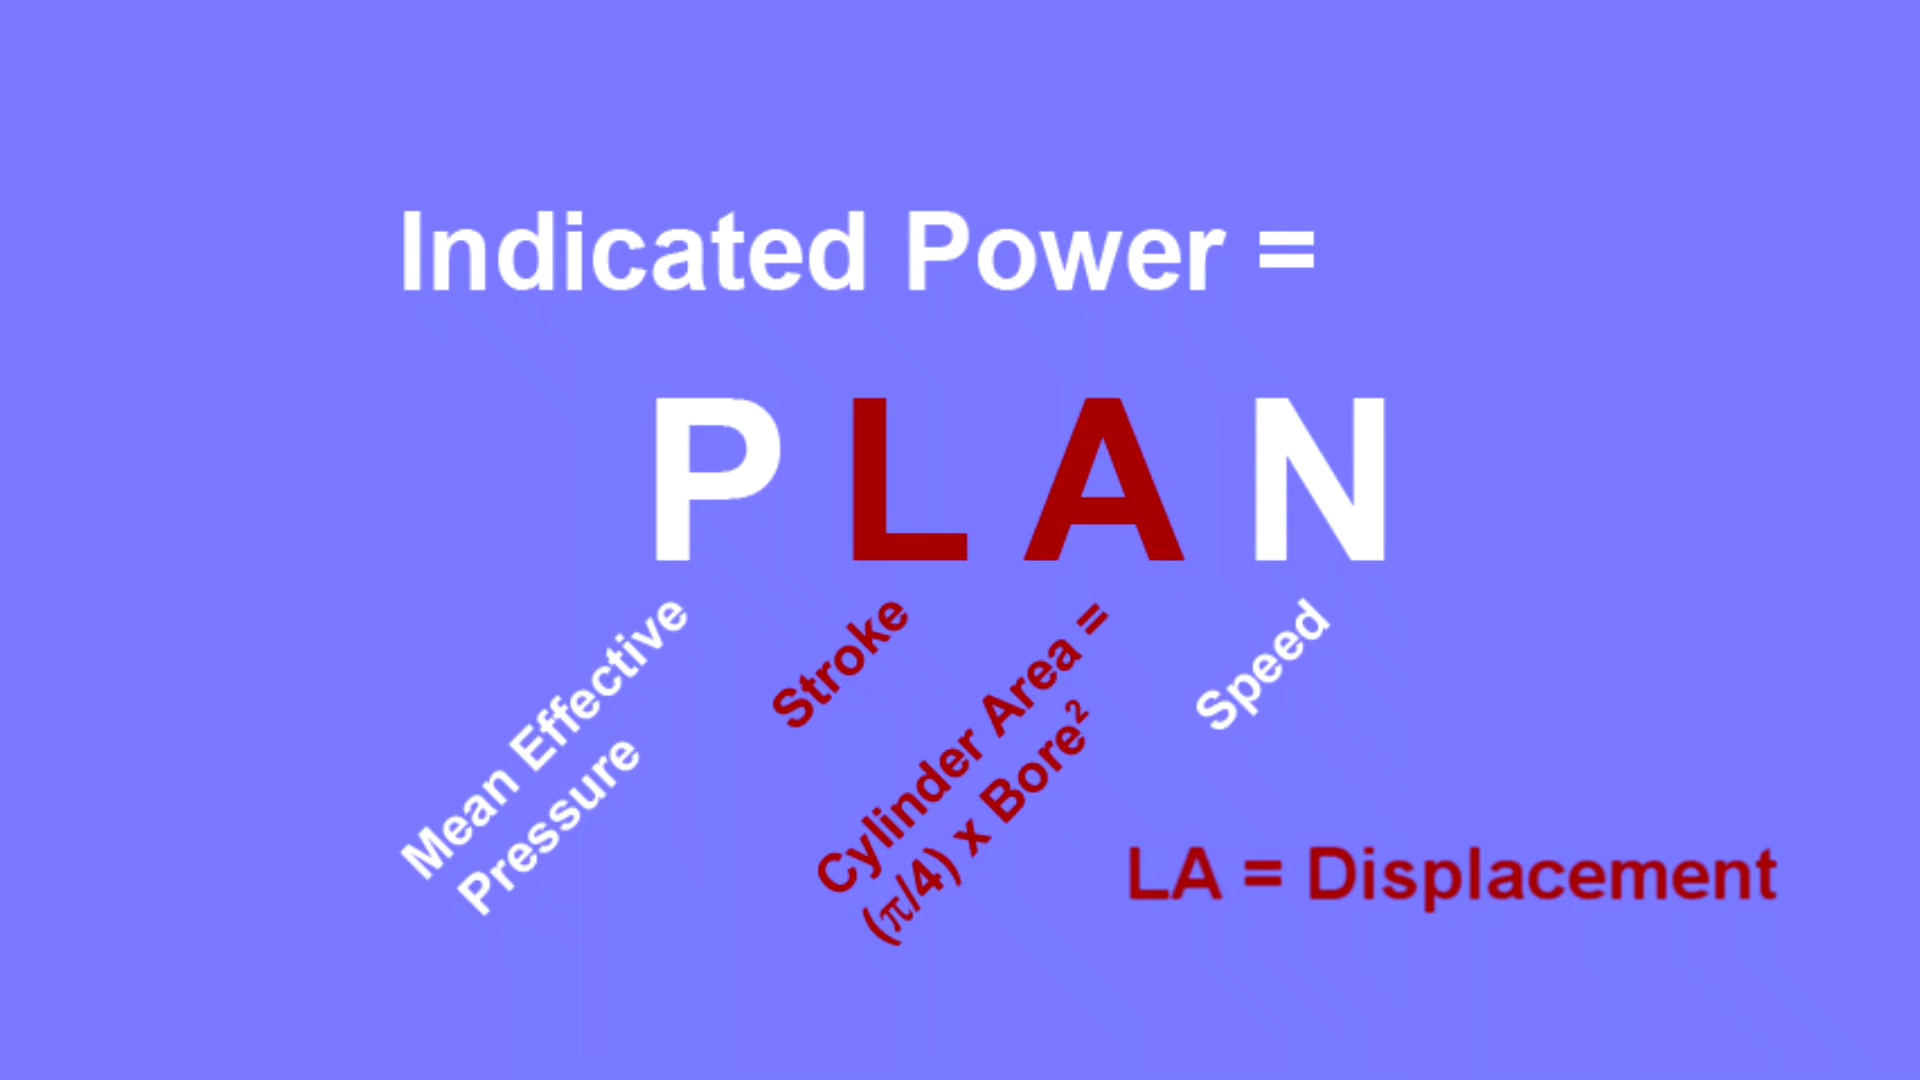 Indicated Power =
P L A N
Mean Effective
Pressure
Stroke
Cylinder Area =
(π/4)) x Bore²
Speed
LA = Displacement